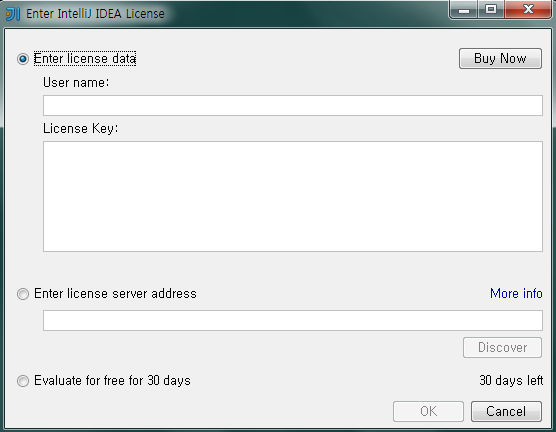 Enter IntelliJ IDEA License
Enter license data
Buy Now
User name:
License Key:
Enter license server address
More info
Discover
Evaluate for free for 30 days
30 days left
OK
Cancel